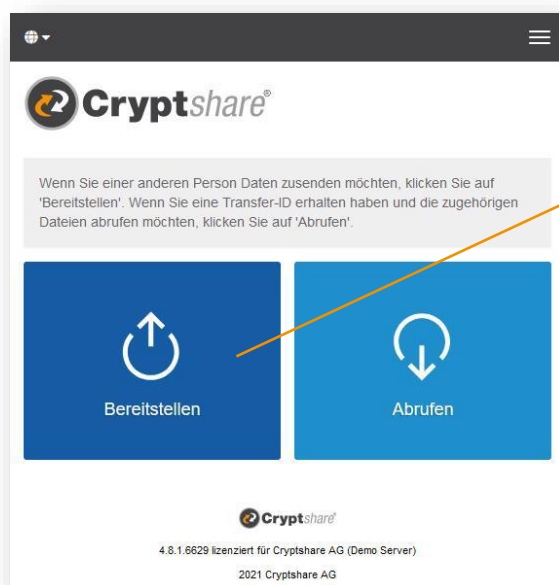 Cryptshare®
Wenn Sie einer anderen Person Daten zusenden möchten, klicken Sie auf
'Bereitstellen'. Wenn Sie eine Transfer-ID erhalten haben und die zugehörigen
Dateien abrufen möchten, klicken Sie auf 'Abrufen'.
Bereitstellen
Abrufen
Cryptshare®
4.8.1.6629 lizenziert für Cryptshare AG (Demo Server)
2021 Cryptshare AG